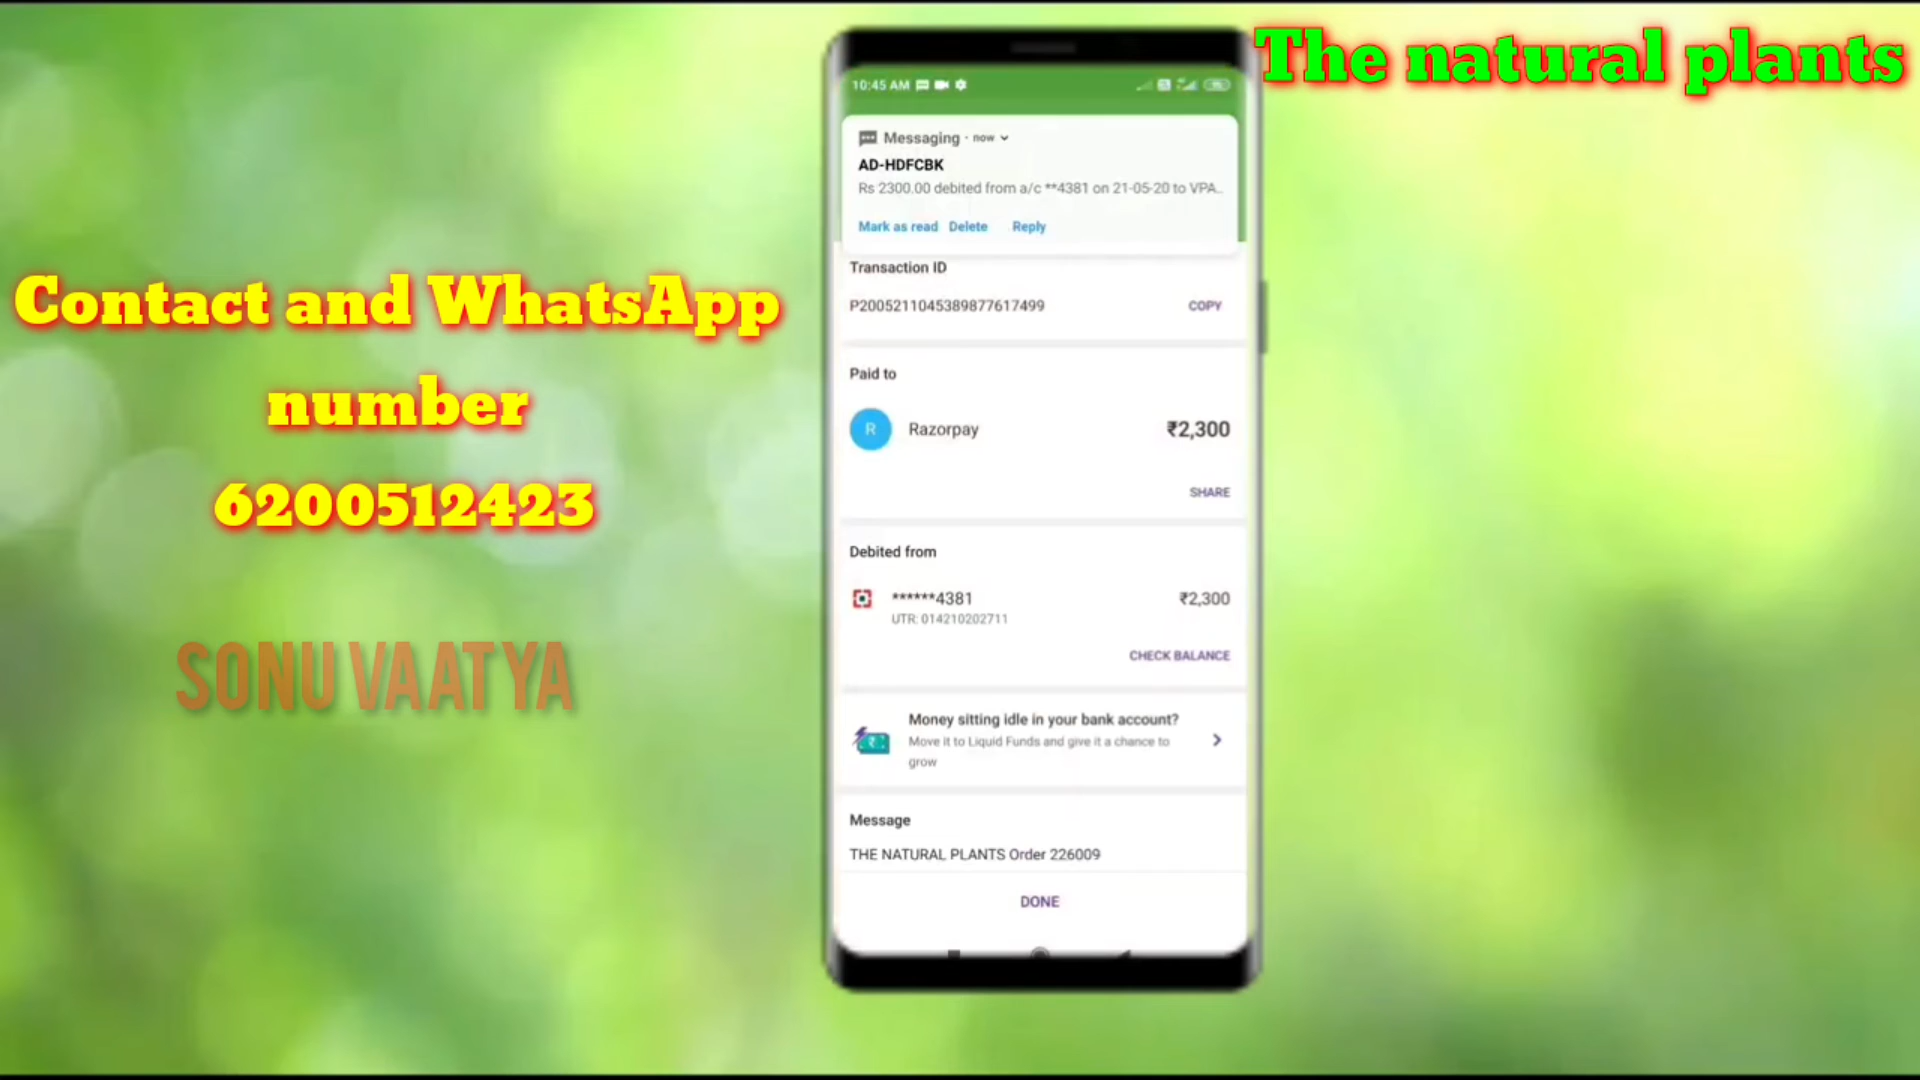 The natural plants
Contact and WhatsApp
number
6200512423
SONU VAATYA
10:45 AM
Messaging · now
AD-HDFCBK
Rs 2300.00 debited from a/c **4381 on 21-05-20 to VPA..
Mark as read Delete Reply
Transaction ID
P2005211045389877617499 COPY
Paid to
R Razorpay ₹2,300
SHARE
Debited from
******4381 ₹2,300
UTR: 014210202711
CHECK BALANCE
Money sitting idle in your bank account?
Move it to Liquid Funds and give it a chance to
grow
Message
THE NATURAL PLANTS Order 226009
DONE